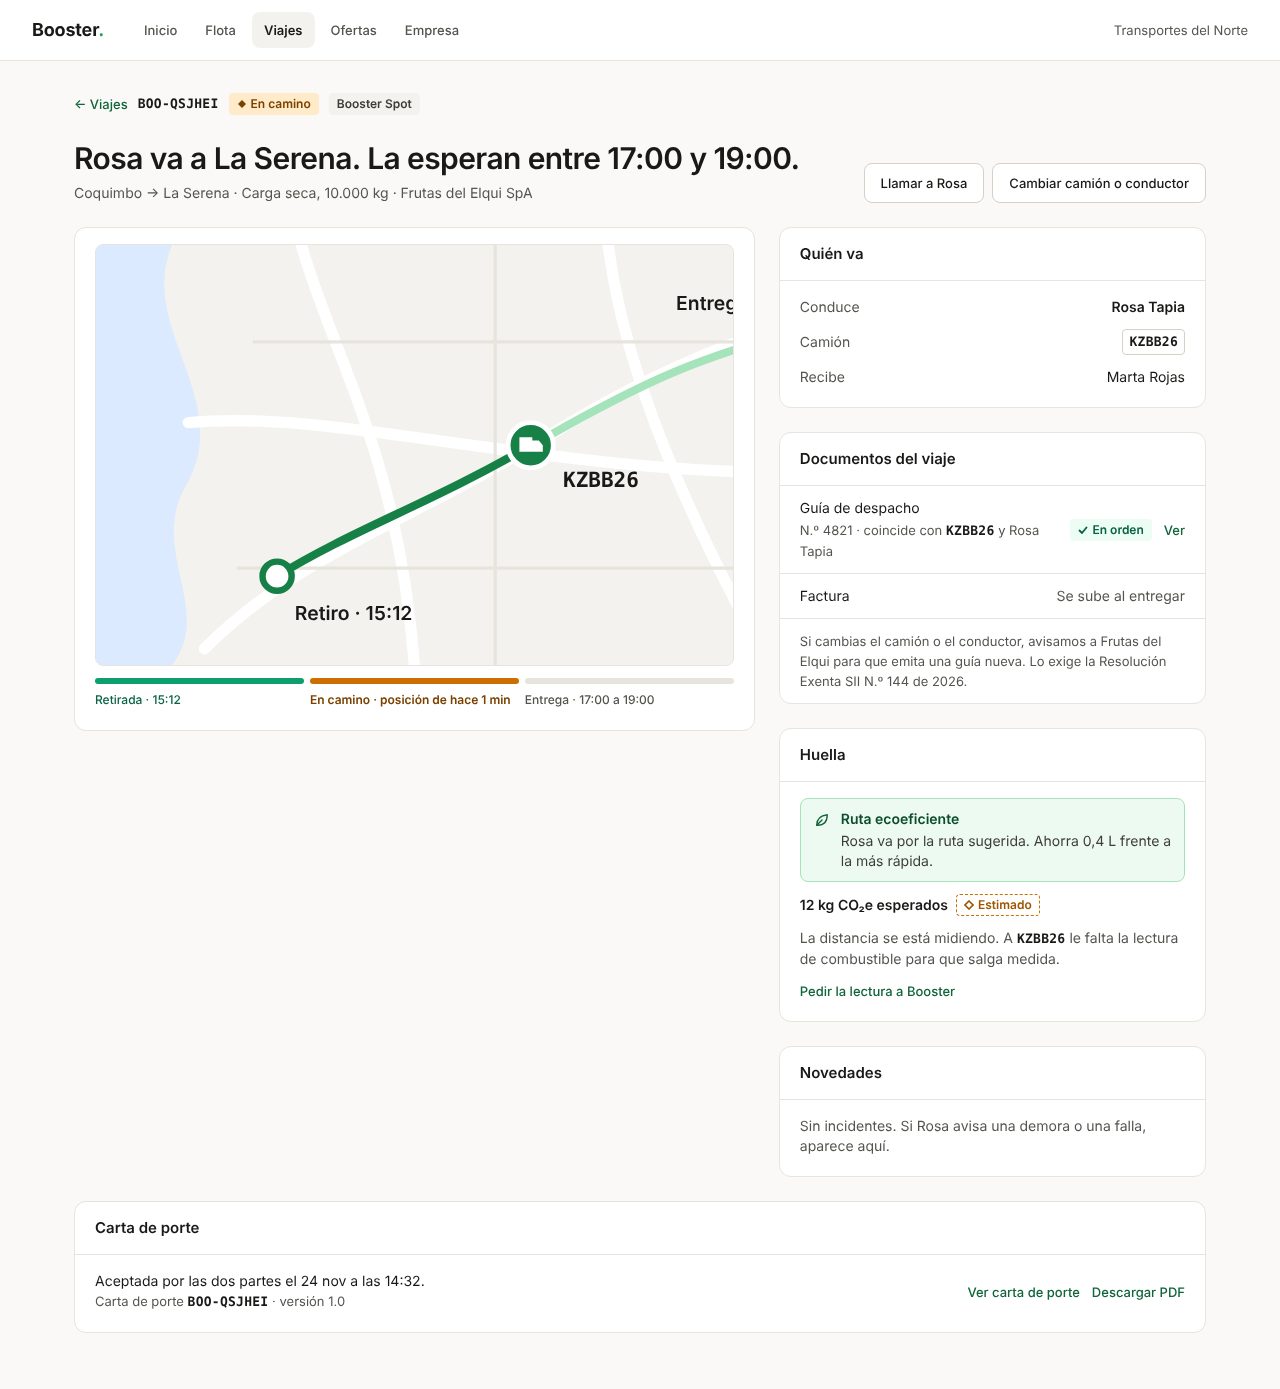 Booster.
Inicio
Flota
Viajes
Ofertas
Empresa
Transportes del Norte
← Viajes
BOO-QSJHEI
En camino
Booster Spot
Rosa va a La Serena. La esperan entre 17:00 y 19:00.
Coquimbo → La Serena · Carga seca, 10.000 kg · Frutas del Elqui SpA
Llamar a Rosa
Cambiar camión o conductor
Entreg
KZBB26
Retiro · 15:12
Retirada · 15:12
En camino · posición de hace 1 min
Entrega · 17:00 a 19:00
Quién va
Conduce
Rosa Tapia
Camión
KZBB26
Recibe
Marta Rojas
Documentos del viaje
Guía de despacho
N.º 4821 · coincide con KZBB26 y Rosa
Tapia
En orden
Ver
Factura
Se sube al entregar
Si cambias el camión o el conductor, avisamos a Frutas del
Elqui para que emita una guía nueva. Lo exige la Resolución
Exenta SII N.º 144 de 2026.
Huella
Ruta ecoeficiente
Rosa va por la ruta sugerida. Ahorra 0,4 L frente a
la más rápida.
12 kg CO₂e esperados
Estimado
La distancia se está midiendo. A KZBB26 le falta la lectura
de combustible para que salga medida.
Pedir la lectura a Booster
Novedades
Sin incidentes. Si Rosa avisa una demora o una falla,
aparece aquí.
Carta de porte
Aceptada por las dos partes el 24 nov a las 14:32.
Carta de porte BOO-QSJHEI · versión 1.0
Ver carta de porte
Descargar PDF